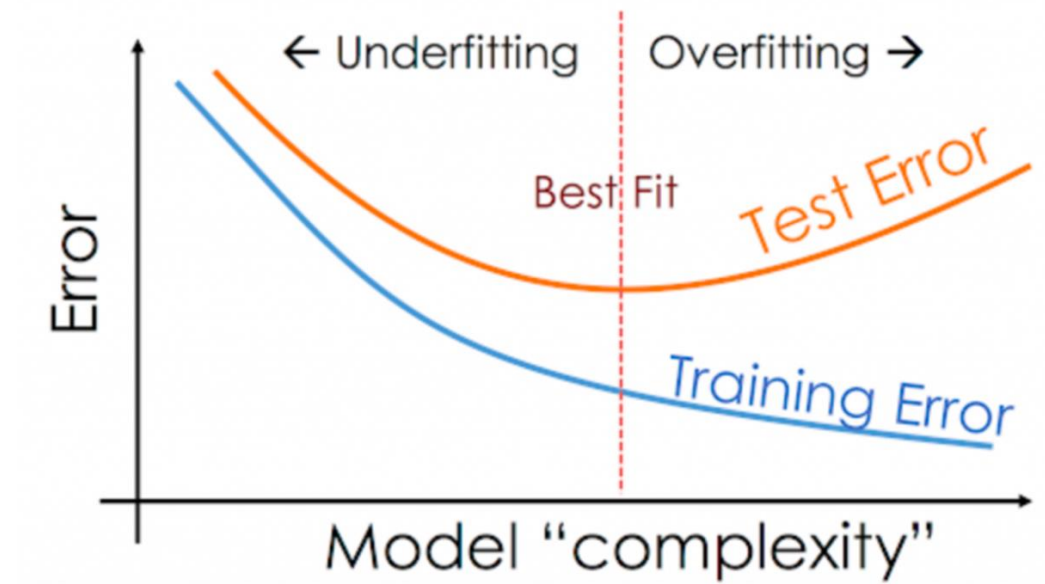 ← Underfitting
Overfitting →
Best Fit
Test Error
Error
Training Error
Model “complexity”